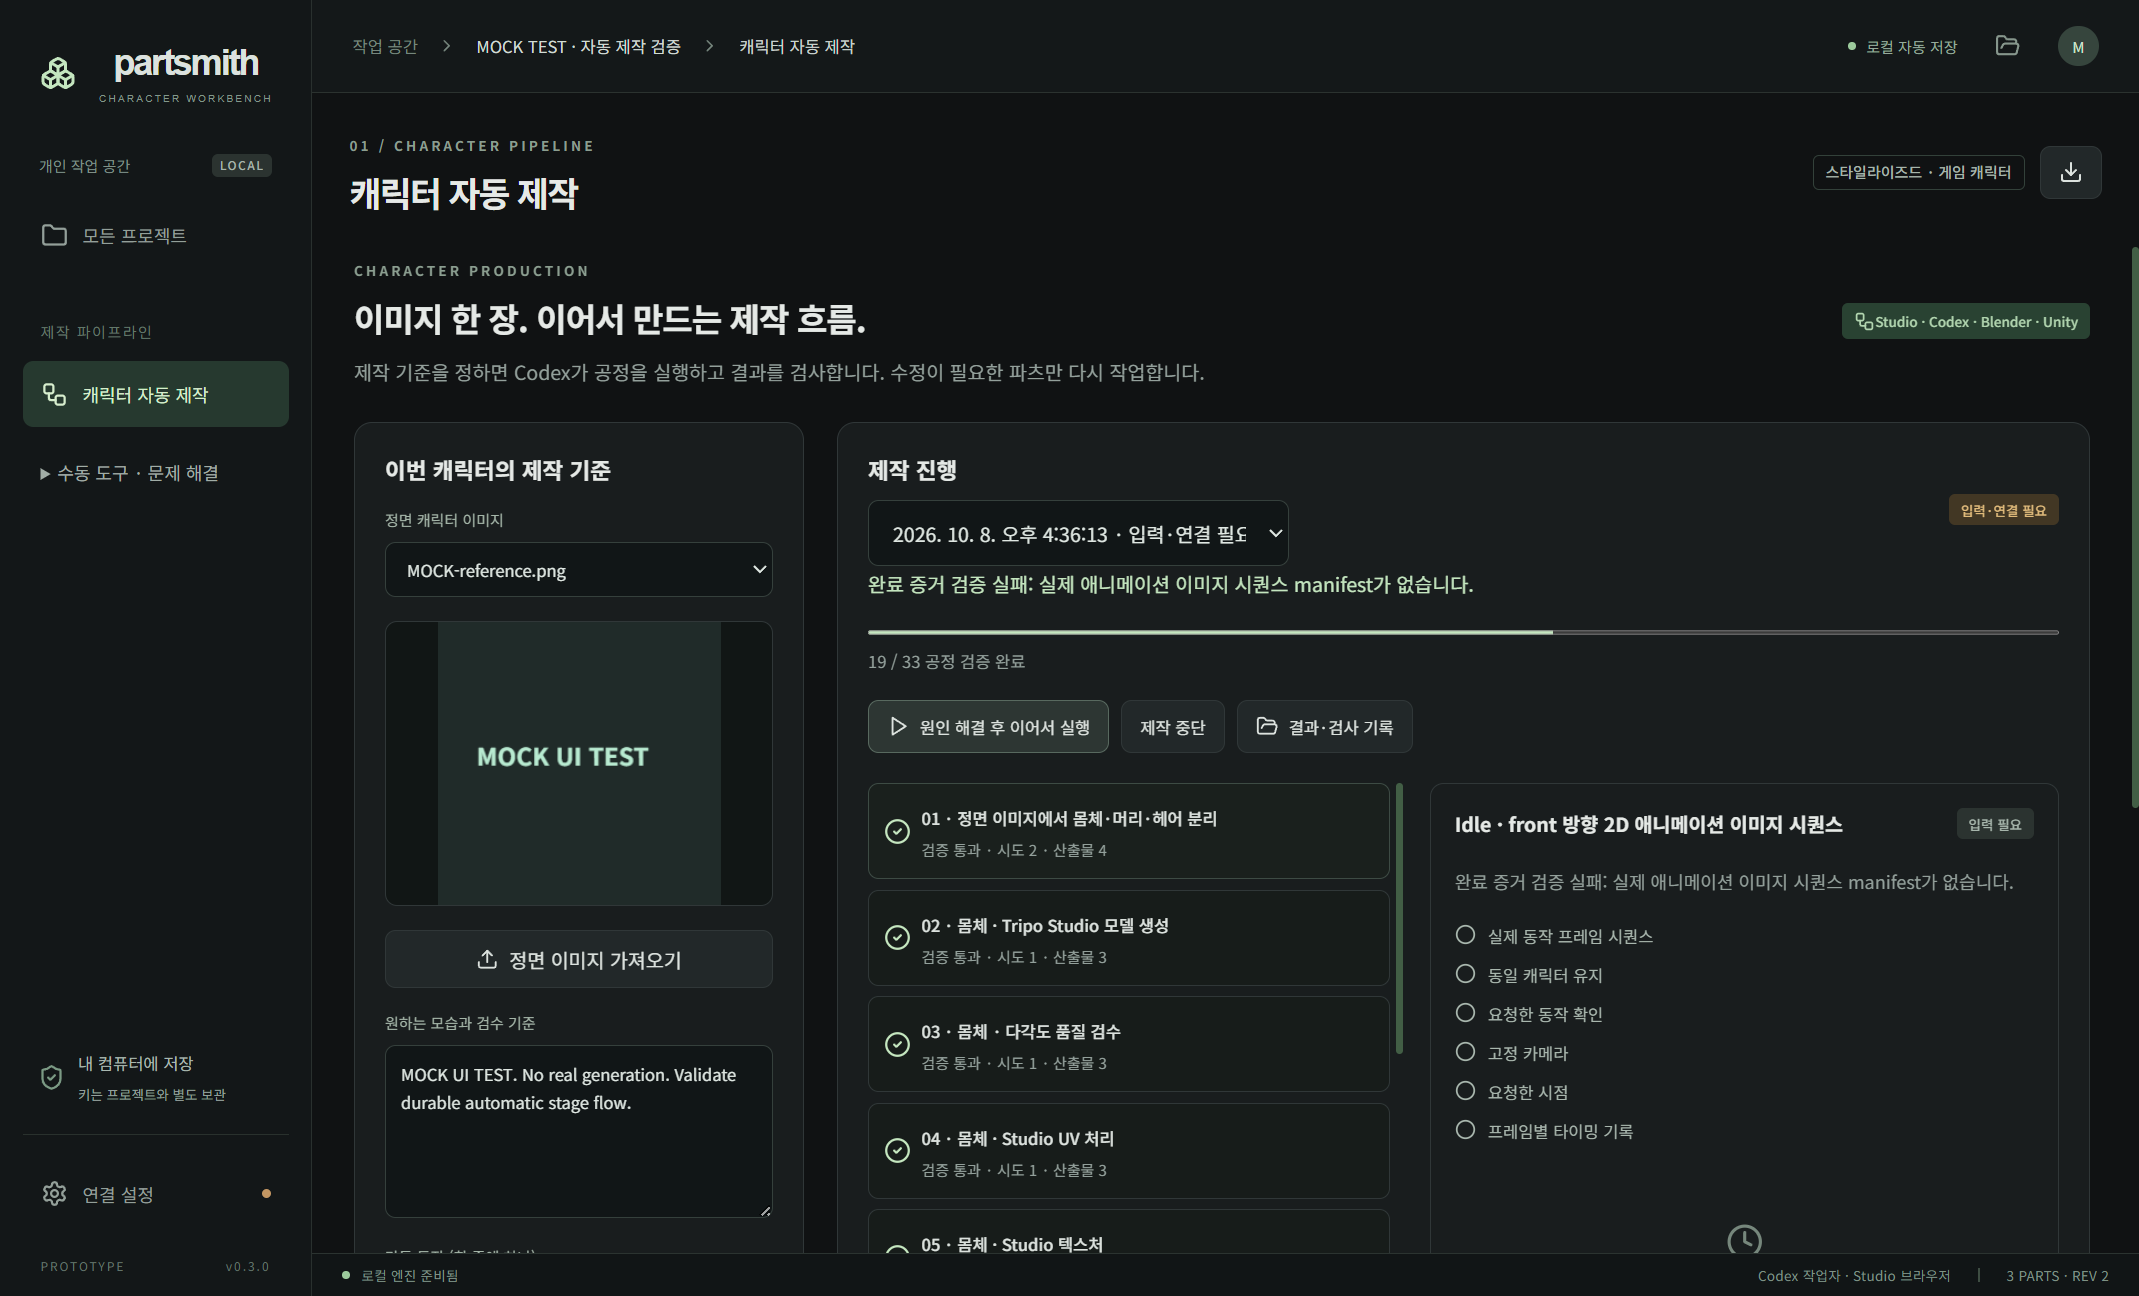 partsmith
CHARACTER WORKBENCH
개인 작업 공간
LOCAL
모든 프로젝트
제작 파이프라인
캐릭터 자동 제작
수동 도구 · 문제 해결
내 컴퓨터에 저장
키는 프로젝트와 별도 보관
연결 설정
PROTOTYPE
v0.3.0
작업 공간
MOCK TEST · 자동 제작 검증
캐릭터 자동 제작
로컬 자동 저장
M
01 / CHARACTER PIPELINE
캐릭터 자동 제작
스타일라이즈드 · 게임 캐릭터
CHARACTER PRODUCTION
이미지 한 장. 이어서 만드는 제작 흐름.
Studio · Codex · Blender · Unity
제작 기준을 정하면 Codex가 공정을 실행하고 결과를 검사합니다. 수정이 필요한 파츠만 다시 작업합니다.
이번 캐릭터의 제작 기준
정면 캐릭터 이미지
MOCK-reference.png
MOCK UI TEST
정면 이미지 가져오기
원하는 모습과 검수 기준
MOCK UI TEST. No real generation. Validate
durable automatic stage flow.
제작 진행
입력·연결 필요
2026. 10. 8. 오후 4:36:13 · 입력·연결 필요
완료 증거 검증 실패: 실제 애니메이션 이미지 시퀀스 manifest가 없습니다.
19 / 33 공정 검증 완료
원인 해결 후 이어서 실행
제작 중단
결과·검사 기록
01 · 정면 이미지에서 몸체·머리·헤어 분리
검증 통과 · 시도 2 · 산출물 4
02 · 몸체 · Tripo Studio 모델 생성
검증 통과 · 시도 1 · 산출물 3
03 · 몸체 · 다각도 품질 검수
검증 통과 · 시도 1 · 산출물 3
04 · 몸체 · Studio UV 처리
검증 통과 · 시도 1 · 산출물 3
05 · 몸체 · Studio 텍스처
Idle · front 방향 2D 애니메이션 이미지 시퀀스
입력 필요
완료 증거 검증 실패: 실제 애니메이션 이미지 시퀀스 manifest가 없습니다.
실제 동작 프레임 시퀀스
동일 캐릭터 유지
요청한 동작 확인
고정 카메라
요청한 시점
프레임별 타이밍 기록
로컬 엔진 준비됨
Codex 작업자 · Studio 브라우저
3 PARTS · REV 2